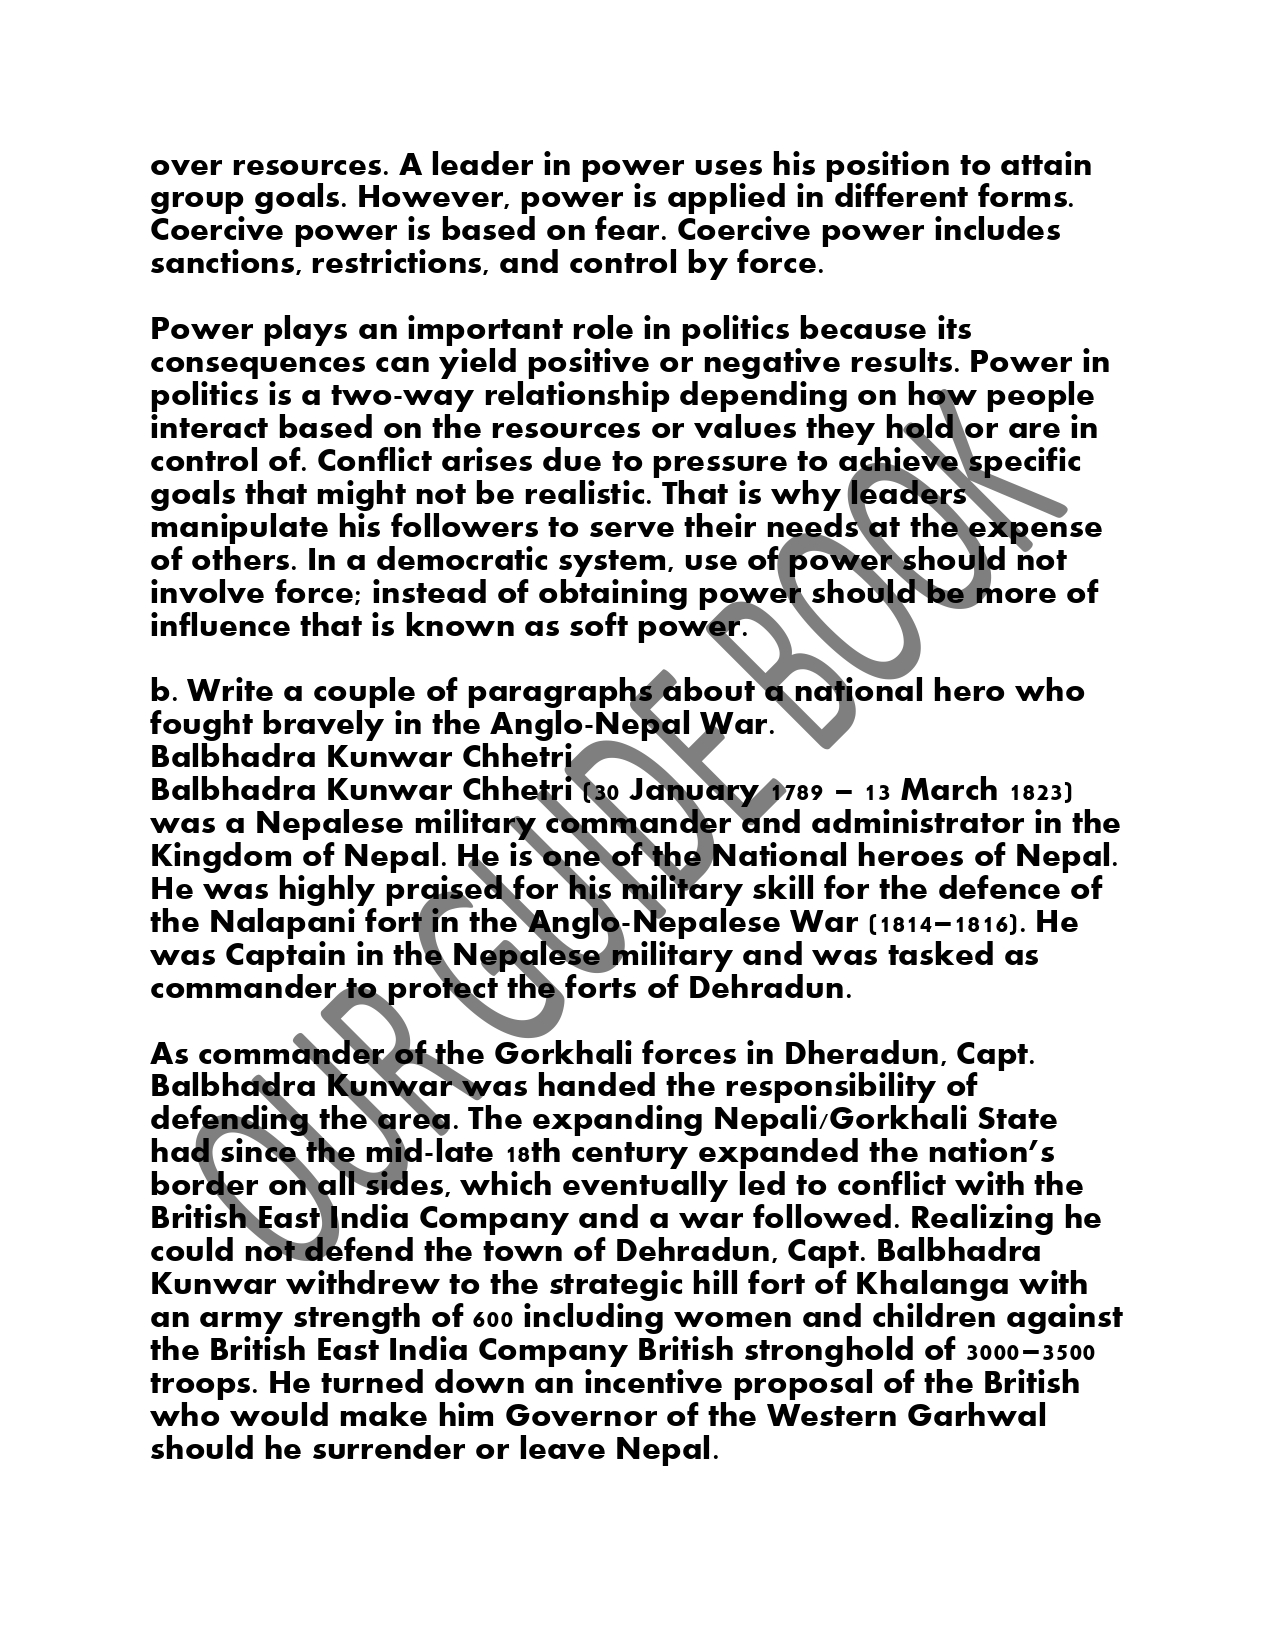 over resources. A leader in power uses his position to attain
group goals. However, power is applied in different forms.
Coercive power is based on fear. Coercive power includes
sanctions, restrictions, and control by force.
Power plays an important role in politics because its
consequences can yield positive or negative results. Power in
politics is a two-way relationship depending on how people
interact based on the resources or values they hold or are in
control of. Conflict arises due to pressure to achieve specific
goals that might not be realistic. That is why leaders
manipulate his followers to serve their needs at the expense
of others. In a democratic system, use of power should not
involve force; instead of obtaining power should be more of
influence that is known as soft power.
b. Write a couple of paragraphs about a national hero who
fought bravely in the Anglo-Nepal War.
Balbhadra Kunwar Chhetri
Balbhadra Kunwar Chhetri (30 January 1789 – 13 March 1823)
was a Nepalese military commander and administrator in the
Kingdom of Nepal. He is one of the National heroes of Nepal.
He was highly praised for his military skill for the defence of
the Nalapani fort in the Anglo-Nepalese War (1814–1816). He
was Captain in the Nepalese military and was tasked as
commander to protect the forts of Dehradun.
As commander of the Gorkhali forces in Dheradun, Capt.
Balbhadra Kunwar was handed the responsibility of
defending the area. The expanding Nepali/Gorkhali State
had since the mid-late 18th century expanded the nation's
border on all sides, which eventually led to conflict with the
British East India Company and a war followed. Realizing he
could not defend the town of Dehradun, Capt. Balbhadra
Kunwar withdrew to the strategic hill fort of Khalanga with
an army strength of 600 including women and children against
the British East India Company British stronghold of 3000–3500
troops. He turned down an incentive proposal of the British
who would make him Governor of the Western Garhwal
should he surrender or leave Nepal.
OUR GUIDE BOOK